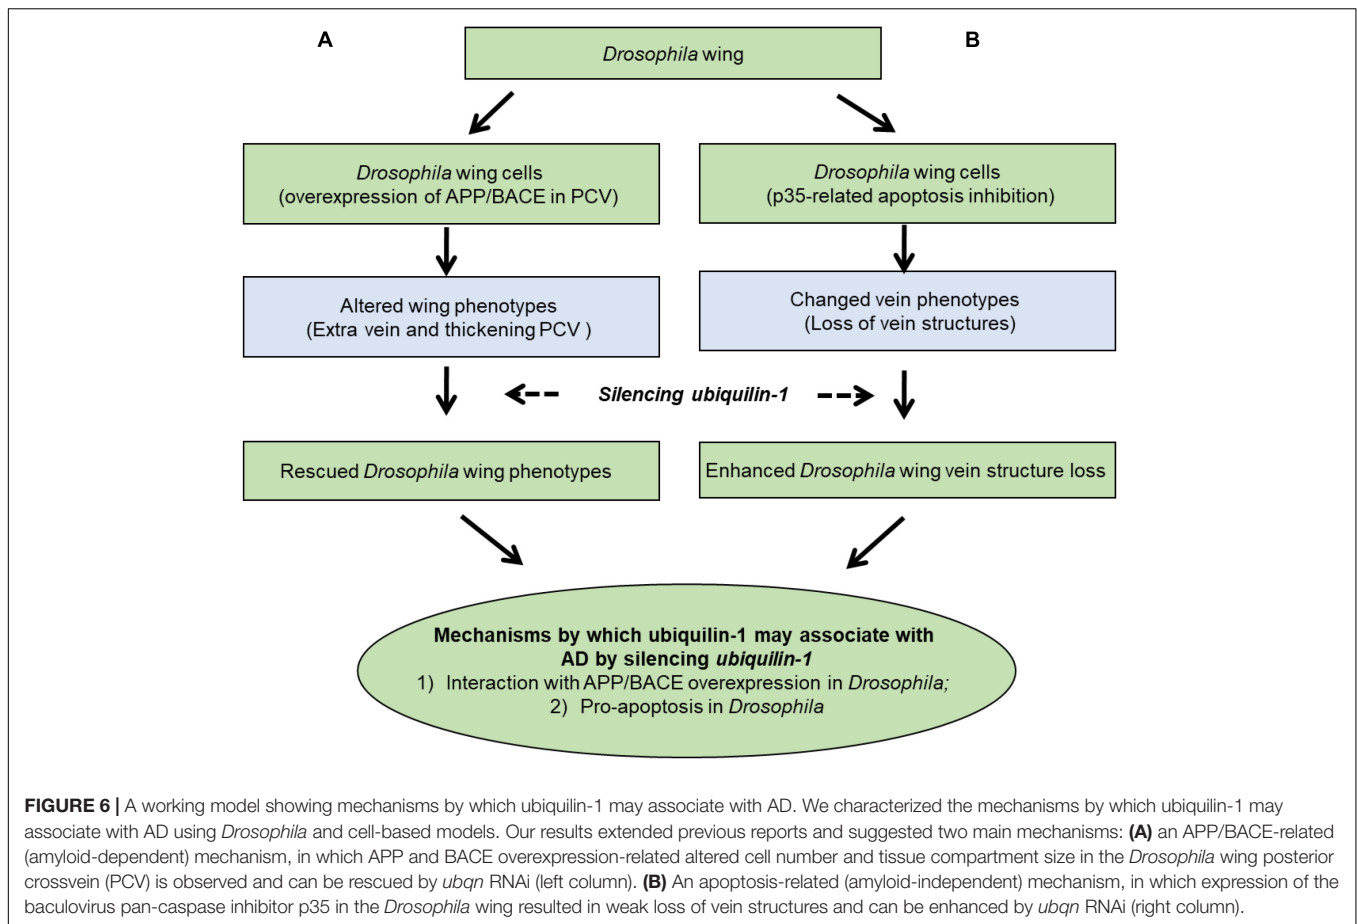 A
B
Drosophila wing
Drosophila wing cells
(overexpression of APP/BACE in PCV)
Drosophila wing cells
(p35-related apoptosis inhibition)
Altered wing phenotypes
(Extra vein and thickening PCV )
Changed vein phenotypes
(Loss of vein structures)
Silencing ubiquilin-1
Rescued Drosophila wing phenotypes
Enhanced Drosophila wing vein structure loss
Mechanisms by which ubiquilin-1 may associate with
AD by silencing ubiquilin-1
1) Interaction with APP/BACE overexpression in Drosophila;
2) Pro-apoptosis in Drosophila
FIGURE 6 | A working model showing mechanisms by which ubiquilin-1 may associate with AD. We characterized the mechanisms by which ubiquilin-1 may
associate with AD using Drosophila and cell-based models. Our results extended previous reports and suggested two main mechanisms: (A) an APP/BACE-related
(amyloid-dependent) mechanism, in which APP and BACE overexpression-related altered cell number and tissue compartment size in the Drosophila wing posterior
crossvein (PCV) is observed and can be rescued by ubqn RNAi (left column). (B) An apoptosis-related (amyloid-independent) mechanism, in which expression of the
baculovirus pan-caspase inhibitor p35 in the Drosophila wing resulted in weak loss of vein structures and can be enhanced by ubqn RNAi (right column).